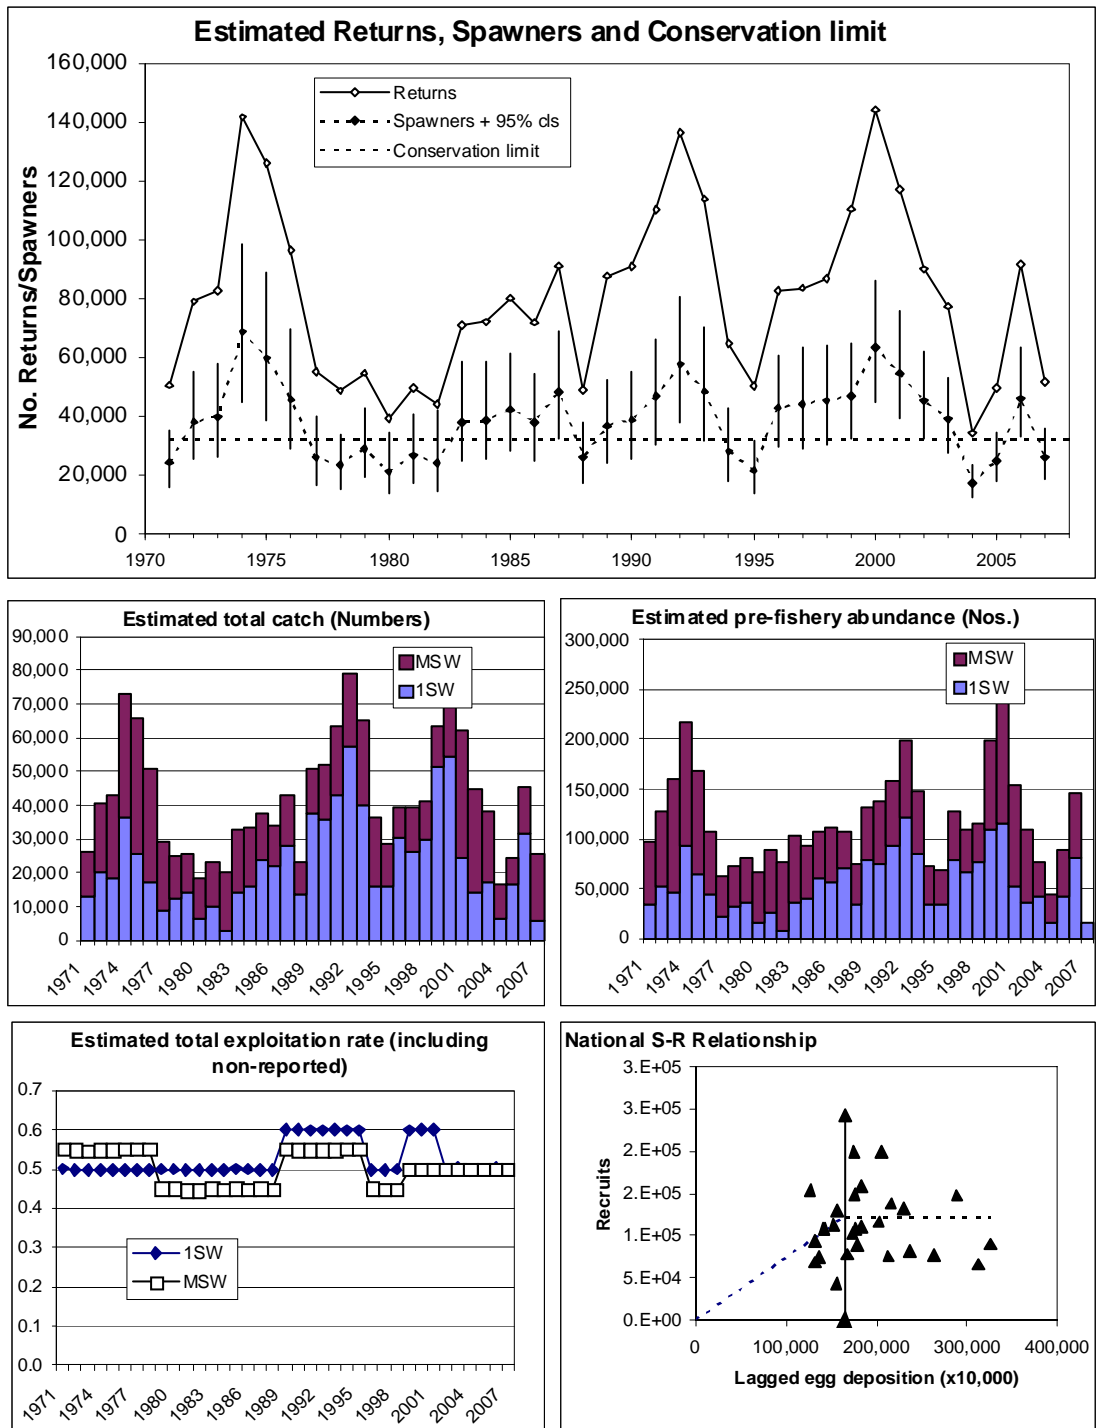 Estimated Returns, Spawners and Conservation limit
No. Returns/Spawners
160,000
140,000
120,000
100,000
80,000
60,000
40,000
20,000
0
Returns
Spawners + 95% cls
Conservation limit
1970 1975 1980 1985 1990 1995 2000 2005
Estimated total catch (Numbers)
90,000
80,000
70,000
60,000
50,000
40,000
30,000
20,000
10,000
0
MSW
1SW
1971 1974 1977 1980 1983 1986 1989 1992 1995 1998 2001 2004 2007
Estimated pre-fishery abundance (Nos.)
300,000
250,000
200,000
150,000
100,000
50,000
0
MSW
1SW
1971 1974 1977 1980 1983 1986 1989 1992 1995 1998 2001 2004 2007
Estimated total exploitation rate (including
non-reported)
0.7
0.6
0.5
0.4
0.3
0.2
0.1
0.0
1SW
MSW
1971 1974 1977 1980 1983 1986 1989 1992 1995 1998 2001 2004 2007
National S-R Relationship
Recruits
3.E+05
3.E+05
2.E+05
2.E+05
1.E+05
5.E+04
0.E+00
0 100,000 200,000 300,000 400,000
Lagged egg deposition (x10,000)